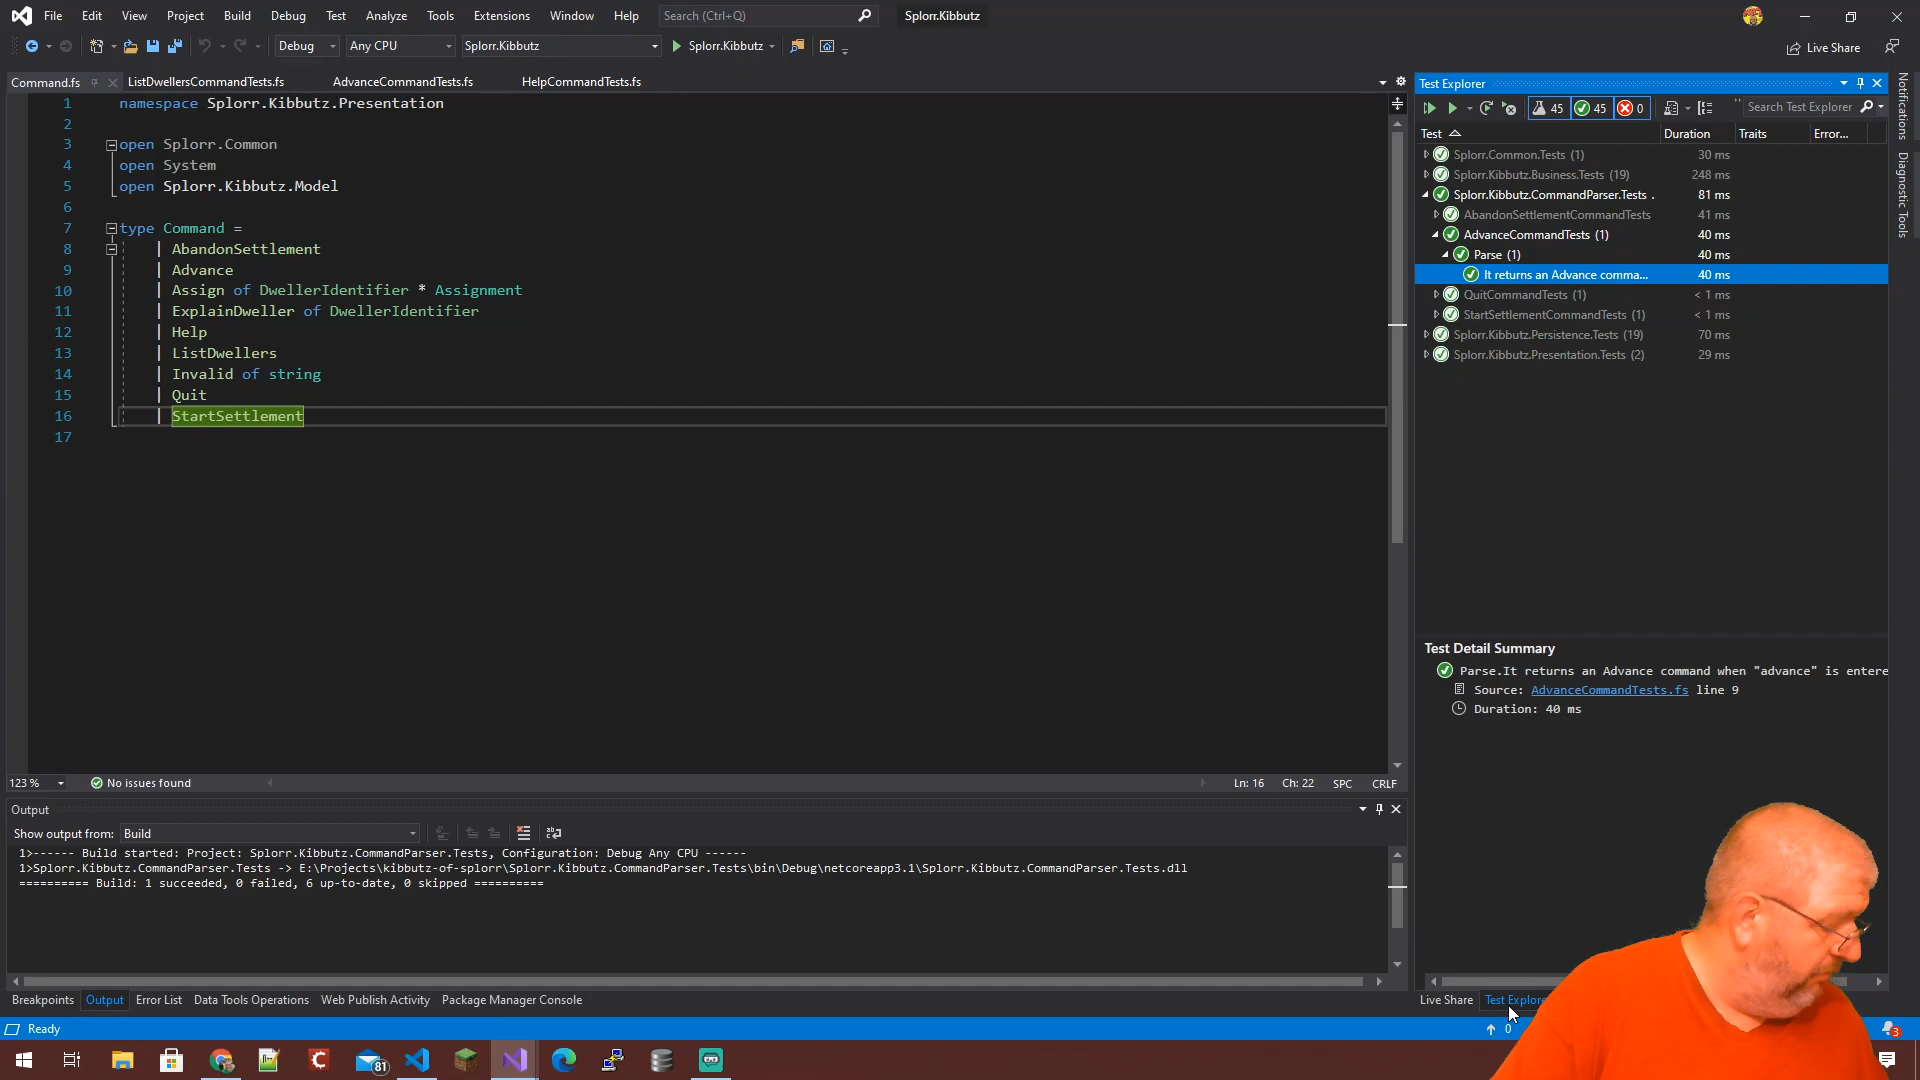 File Edit View Project Build Debug Test Analyze Tools Extensions Window Help Search (Ctrl+Q) Splorr.Kibbutz
Debug Any CPU Splorr.Kibbutz Splorr.Kibbutz Live Share
Command.fs ListDwellersCommandTests.fs AdvanceCommandTests.fs HelpCommandTests.fs
1 namespace Splorr.Kibbutz.Presentation
2
3 open Splorr.Common
4 open System
5 open Splorr.Kibbutz.Model
6
7 type Command =
8 | AbandonSettlement
9 | Advance
10 | Assign of DwellerIdentifier * Assignment
11 | ExplainDweller of DwellerIdentifier
12 | Help
13 | ListDwellers
14 | Invalid of string
15 | Quit
16 | StartSettlement
17
123 % No issues found Ln: 16 Ch: 22 SPC CRLF
Output
Show output from: Build
1>------ Build started: Project: Splorr.Kibbutz.CommandParser.Tests, Configuration: Debug Any CPU ------
1>Splorr.Kibbutz.CommandParser.Tests -> E:\Projects\kibbutz-of-splorr\Splorr.Kibbutz.CommandParser.Tests\bin\Debug\netcoreapp3.1\Splorr.Kibbutz.CommandParser.Tests.dll
========== Build: 1 succeeded, 0 failed, 6 up-to-date, 0 skipped ==========
Breakpoints Output Error List Data Tools Operations Web Publish Activity Package Manager Console
Test Explorer
45 45 0 Search Test Explorer
Test Duration Traits Error...
Splorr.Common.Tests (1) 30 ms
Splorr.Kibbutz.Business.Tests (19) 248 ms
Splorr.Kibbutz.CommandParser.Tests . 81 ms
AbandonSettlementCommandTests 41 ms
AdvanceCommandTests (1) 40 ms
Parse (1) 40 ms
It returns an Advance comma... 40 ms
QuitCommandTests (1) < 1 ms
StartSettlementCommandTests (1) < 1 ms
Splorr.Kibbutz.Persistence.Tests (19) 70 ms
Splorr.Kibbutz.Presentation.Tests (2) 29 ms
Test Detail Summary
Parse.It returns an Advance command when "advance" is entere
Source: AdvanceCommandTests.fs line 9
Duration: 40 ms
Live Share Test Explore
Notifications
Diagnostic Tools
Ready 0 3
81